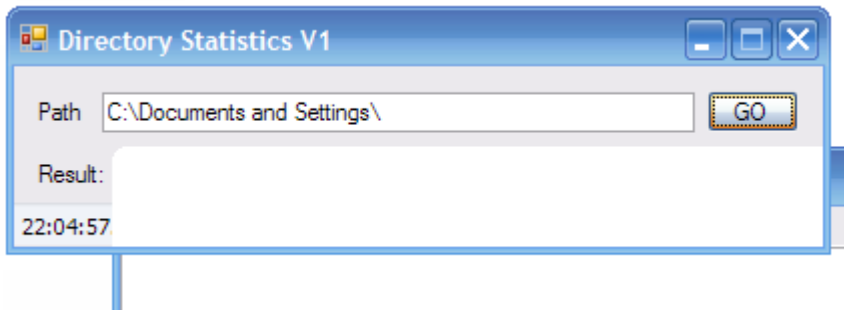 Directory Statistics V1
Path C:\Documents and Settings\ GO
Result:
22:04:57.